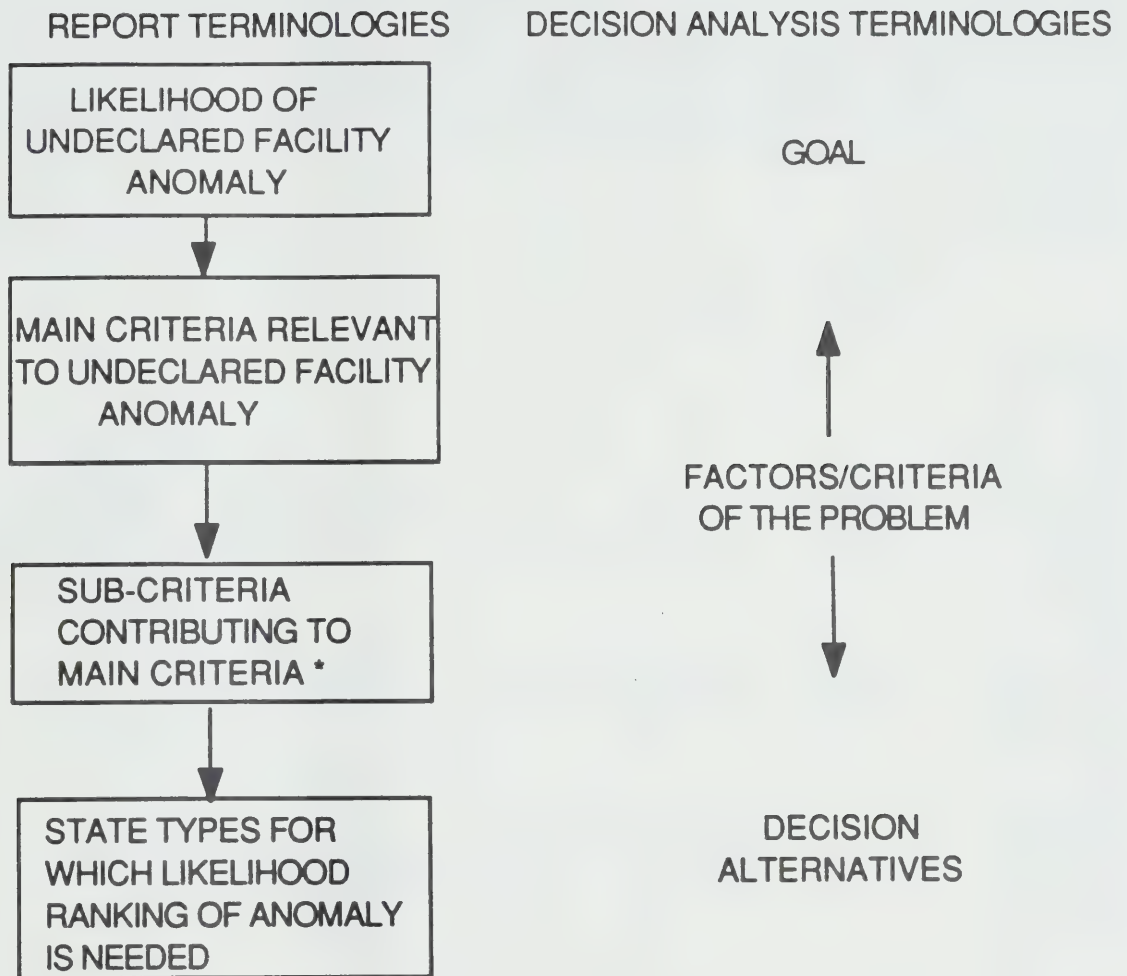 REPORT TERMINOLOGIES
DECISION ANALYSIS TERMINOLOGIES
LIKELIHOOD OF
UNDECLARED FACILITY
ANOMALY
GOAL
MAIN CRITERIA RELEVANT
TO UNDECLARED FACILITY
ANOMALY
FACTORS/CRITERIA
OF THE PROBLEM
SUB-CRITERIA
CONTRIBUTING TO
MAIN CRITERIA *
STATE TYPES FOR
WHICH LIKELIHOOD
RANKING OF ANOMALY
IS NEEDED
DECISION
ALTERNATIVES